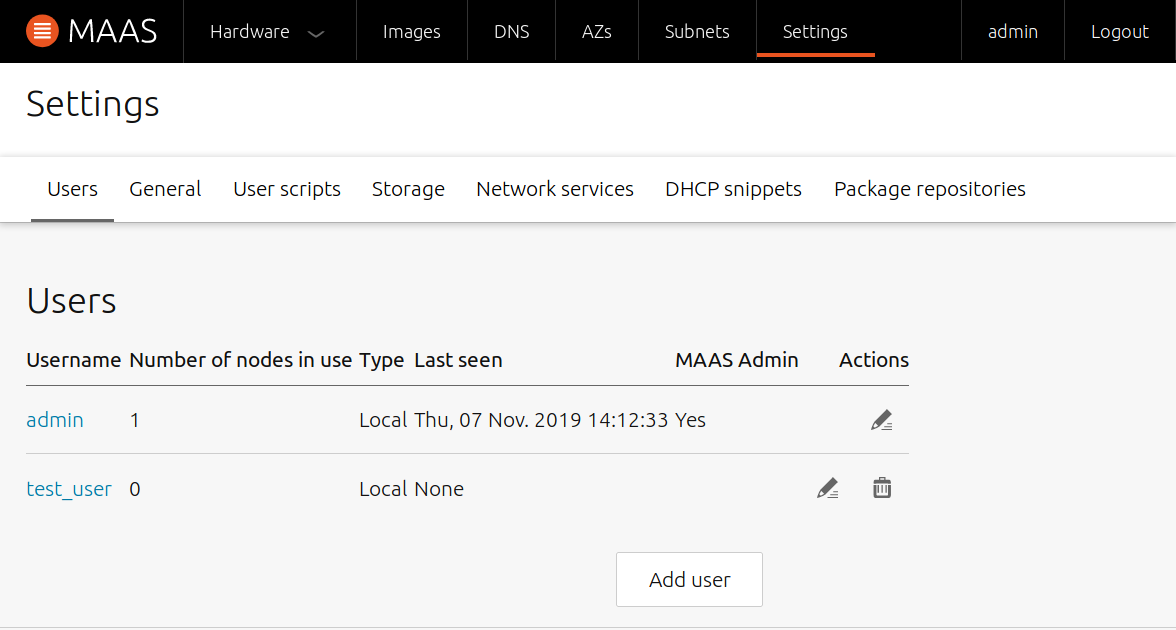 MAAS Hardware Images DNS AZs Subnets Settings admin Logout
Settings
Users General User scripts Storage Network services DHCP snippets Package repositories
Users
Username Number of nodes in use Type Last seen MAAS Admin Actions
admin 1 Local Thu, 07 Nov. 2019 14:12:33 Yes
test_user 0 Local None
Add user